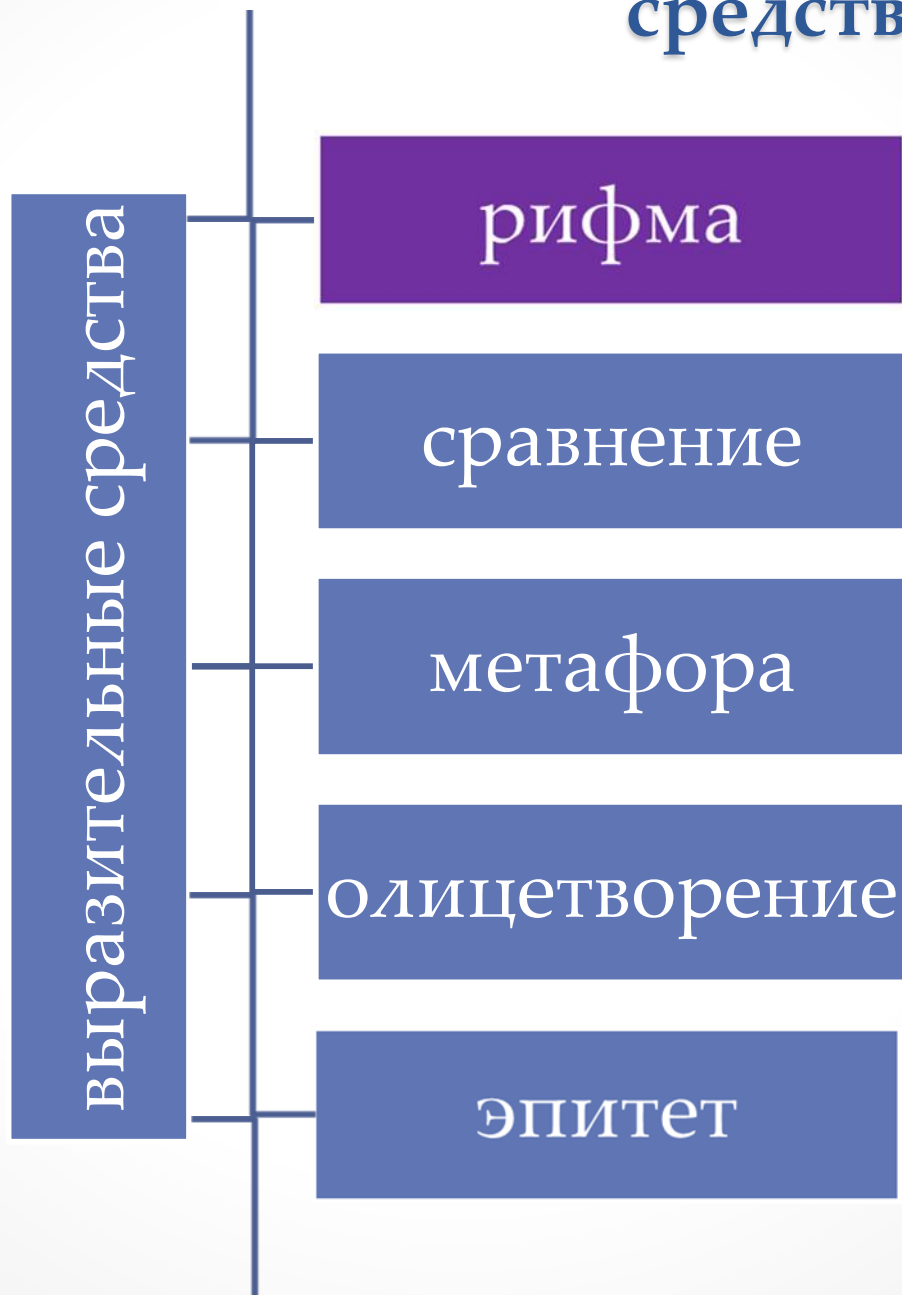 средств
выразительные средства
рифма
сравнение
метафора
олицетворение
эпитет